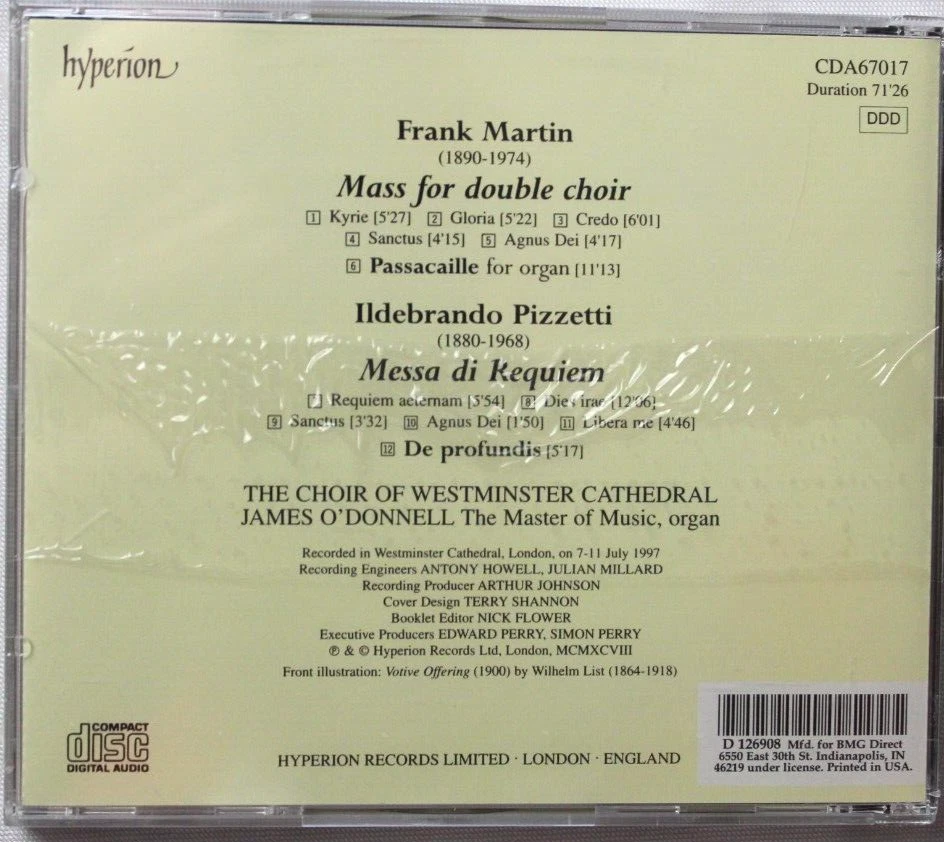 hyperion
CDA67017
Duration 71'26
DDD
Frank Martin
(1890-1974)
Mass for double choir
1 Kyrie [5'27] 2 Gloria [5'22] 3 Credo [6'01]
4 Sanctus [4'15] 5 Agnus Dei [4'17]
6 Passacaille for organ [11'13]
Ildebrando Pizzetti
(1880-1968)
Messa di Requiem
7 Requiem aeternam [5'54] 8 Dies irae [12'06]
9 Sanctus [3'32] 10 Agnus Dei [1'50] 11 Libera me [4'46]
12 De profundis [5'17]
THE CHOIR OF WESTMINSTER CATHEDRAL
JAMES O'DONNELL The Master of Music, organ
Recorded in Westminster Cathedral, London, on 7-11 July 1997
Recording Engineers ANTONY HOWELL, JULIAN MILLARD
Recording Producer ARTHUR JOHNSON
Cover Design TERRY SHANNON
Booklet Editor NICK FLOWER
Executive Producers EDWARD PERRY, SIMON PERRY
℗ & © Hyperion Records Ltd, London, MCMXCVIII
Front illustration: Votive Offering (1900) by Wilhelm List (1864-1918)
COMPACT
disc
DIGITAL AUDIO
HYPERION RECORDS LIMITED · LONDON · ENGLAND
D 126908 Mfd. for BMG Direct
6550 East 30th St. Indianapolis, IN
46219 under license. Printed in USA.